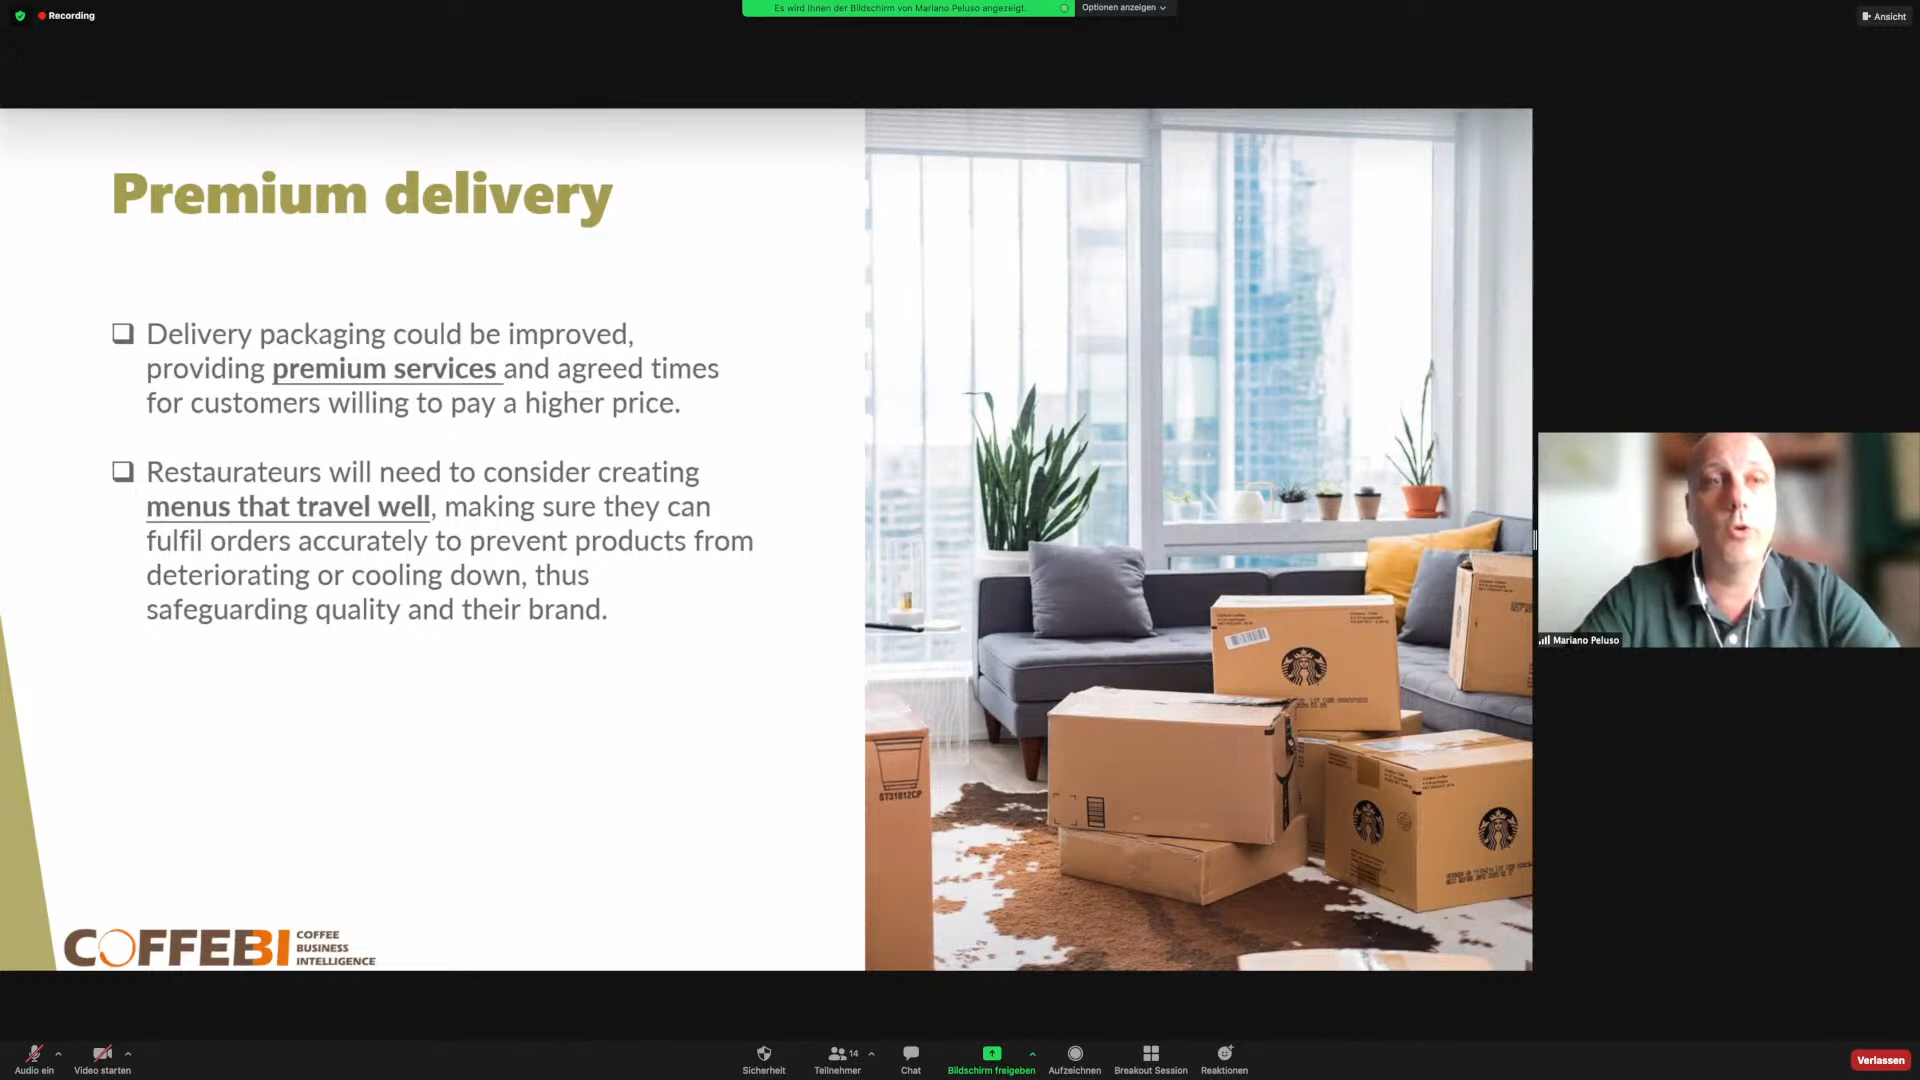 Recording
Es wird Ihnen der Bildschirm von Mariano Peluso angezeigt.
Optionen anzeigen
Ansicht
Premium delivery
Delivery packaging could be improved,
providing premium services and agreed times
for customers willing to pay a higher price.
Restaurateurs will need to consider creating
menus that travel well, making sure they can
fulfil orders accurately to prevent products from
deteriorating or cooling down, thus
safeguarding quality and their brand.
ST31812CP
Mariano Peluso
COFFEEBI
COFFEE
BUSINESS
INTELLIGENCE
Audio ein
Video starten
Sicherheit
14
Teilnehmer
Chat
Bildschirm freigeben
Aufzeichnen
Breakout Session
Reaktionen
Verlassen